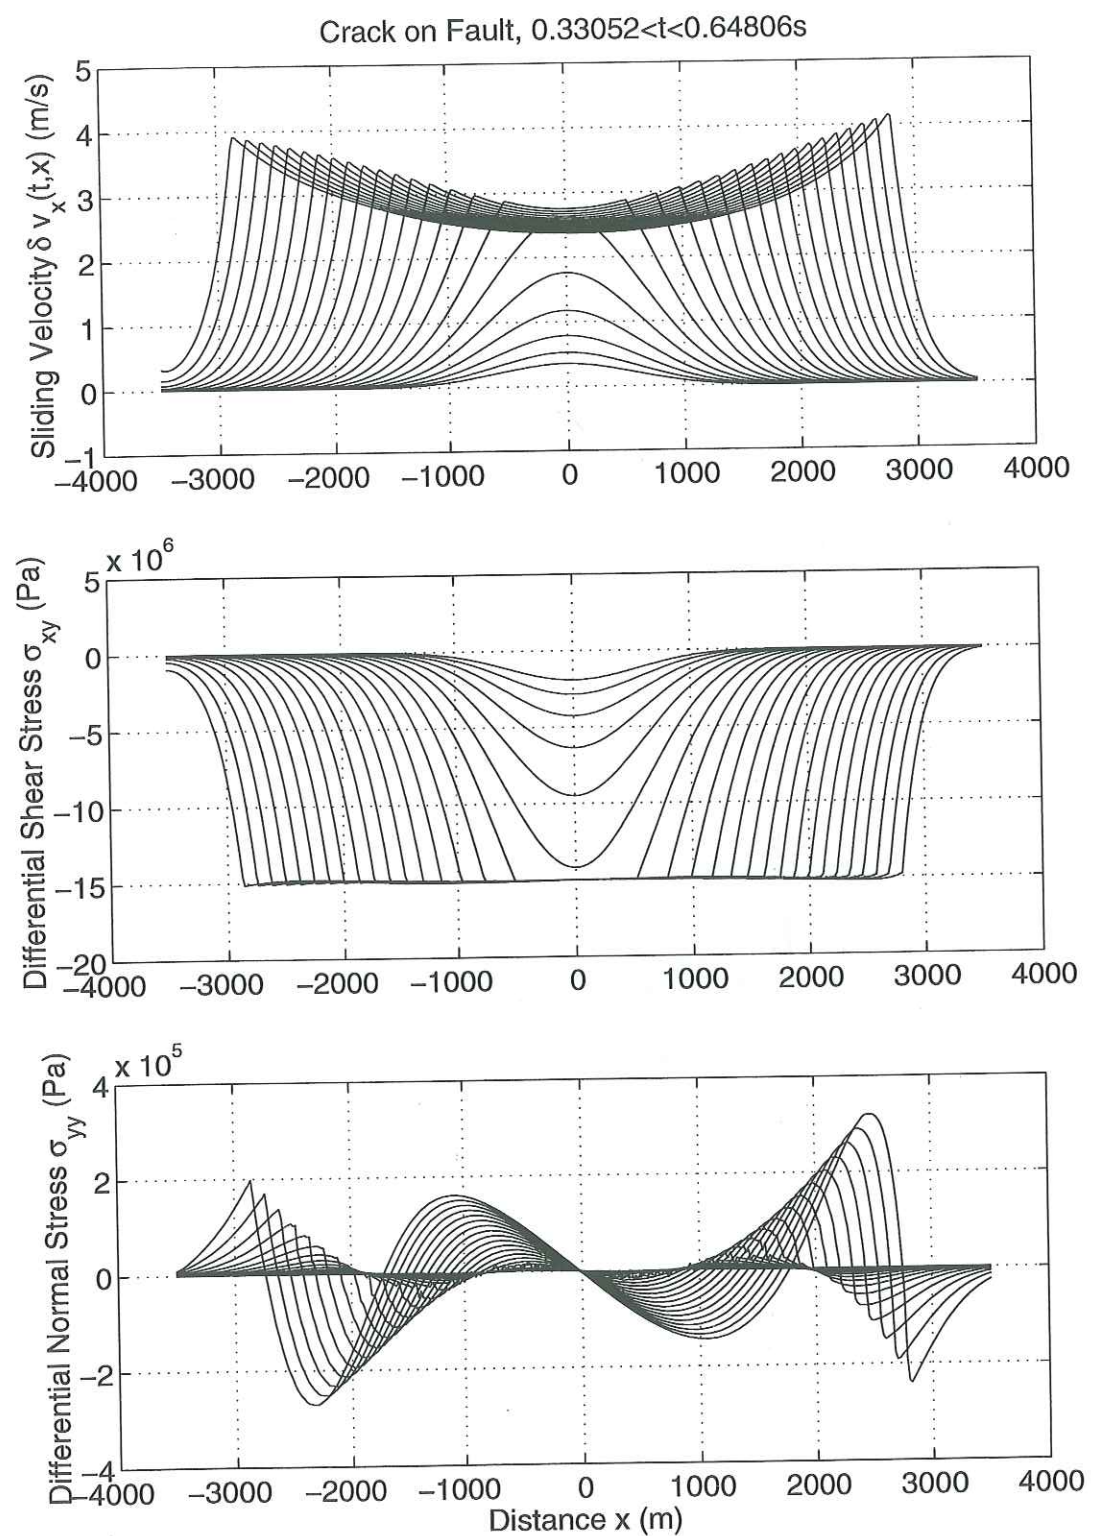 Crack on Fault, 0.33052<t<0.64806s
Sliding Velocity δ v_x(t,x) (m/s)
5
4
3
2
1
0
−1
−4000 −3000 −2000 −1000 0 1000 2000 3000 4000
x 10^6
Differential Shear Stress σ_xy (Pa)
5
0
−5
−10
−15
−20
−4000 −3000 −2000 −1000 0 1000 2000 3000 4000
x 10^5
Differential Normal Stress σ_yy (Pa)
4
2
0
−2
−4
−4000 −3000 −2000 −1000 0 1000 2000 3000 4000
Distance x (m)